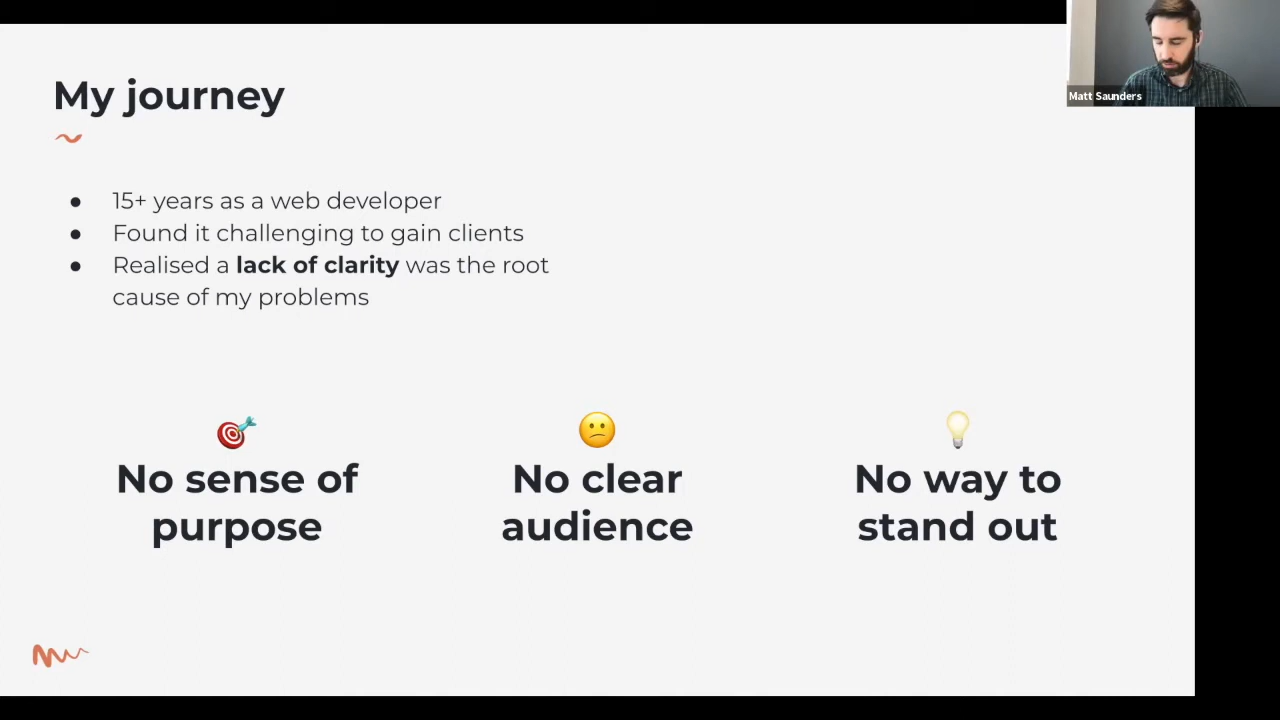 Matt Saunders
My journey
● 15+ years as a web developer
● Found it challenging to gain clients
● Realised a lack of clarity was the root
cause of my problems
No sense of
purpose
No clear
audience
No way to
stand out